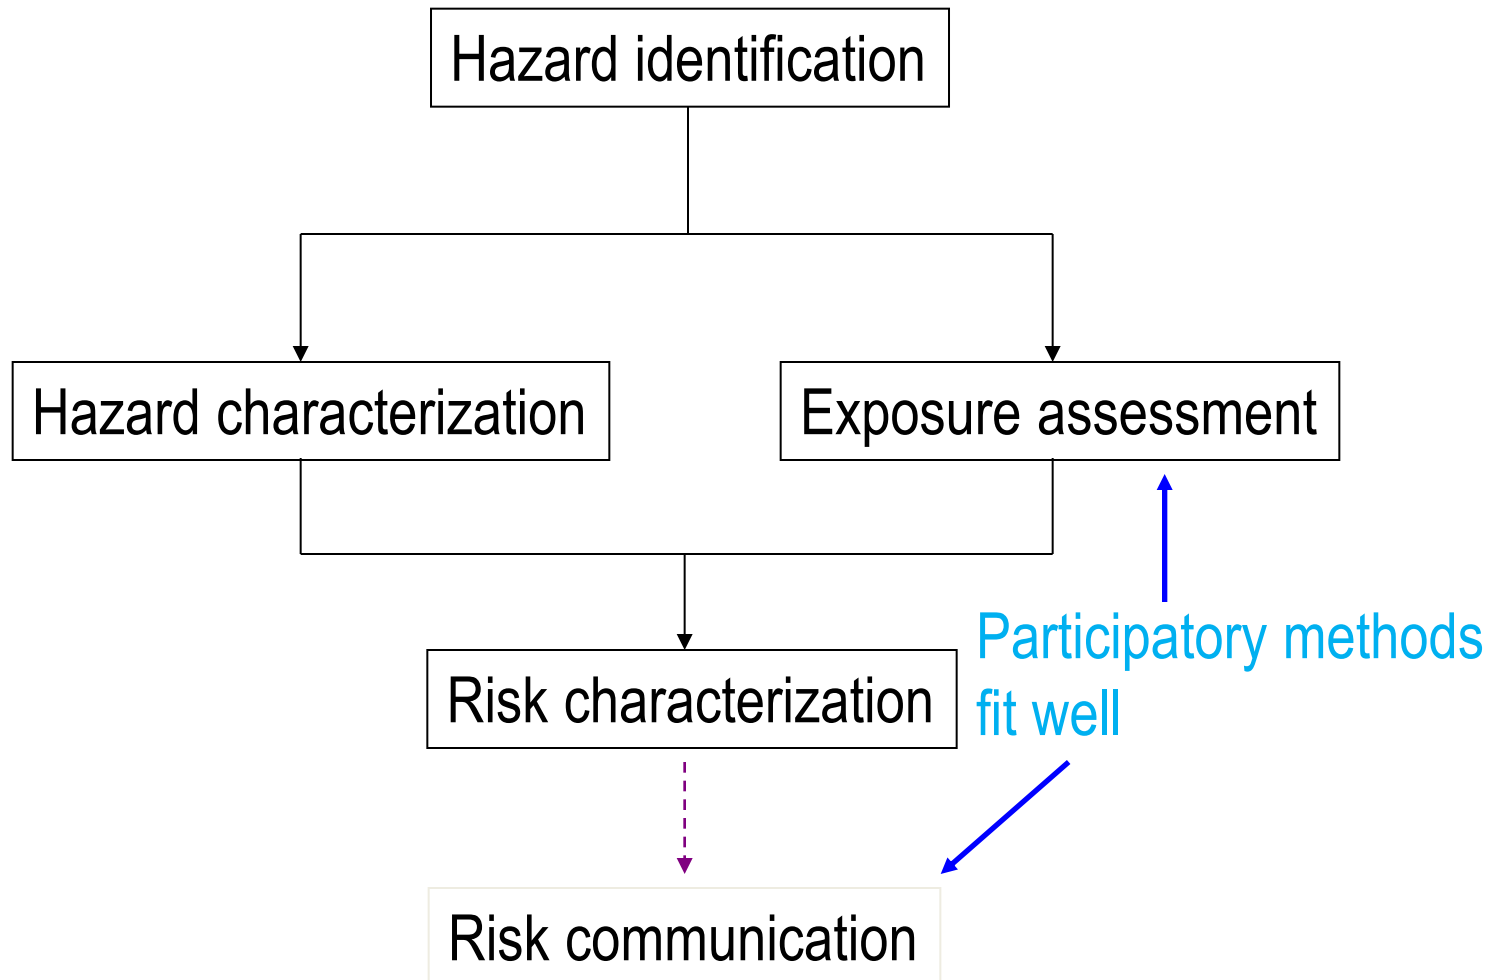 Hazard identification
Hazard characterization
Exposure assessment
Participatory methods
fit well
Risk characterization
Risk communication